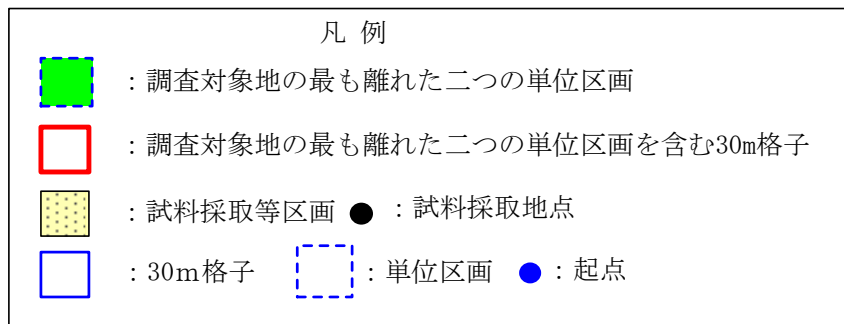 凡 例
：調査対象地の最も離れた二つの単位区画
：調査対象地の最も離れた二つの単位区画を含む30m格子
：試料採取等区画 ：試料採取地点
：30ｍ格子 ：単位区画 ：起点